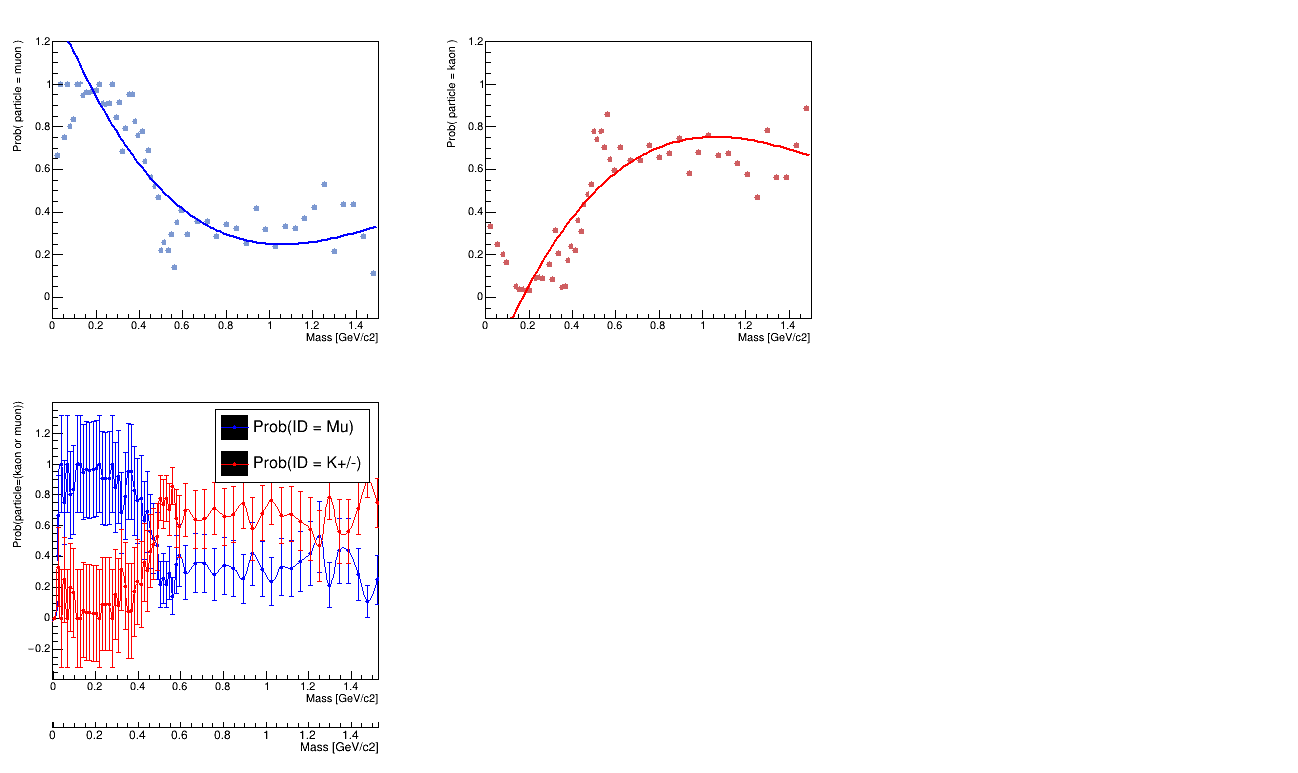 Prob( particle = muon )
1.2
1
0.8
0.6
0.4
0.2
0
0 0.2 0.4 0.6 0.8 1 1.2 1.4
Mass [GeV/c2]
Prob( particle = kaon )
1.2
1
0.8
0.6
0.4
0.2
0
0 0.2 0.4 0.6 0.8 1 1.2 1.4
Mass [GeV/c2]
Prob(particle=(kaon or muon))
Prob(ID = Mu)
Prob(ID = K+/-)
1.2
1
0.8
0.6
0.4
0.2
0
−0.2
0 0.2 0.4 0.6 0.8 1 1.2 1.4
Mass [GeV/c2]
0 0.2 0.4 0.6 0.8 1 1.2 1.4
Mass [GeV/c2]